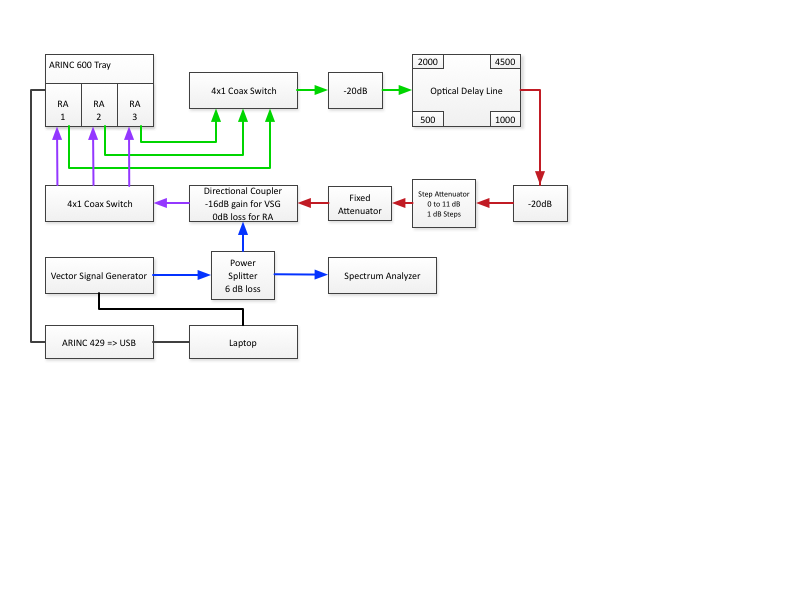 ARINC 600 Tray
RA
1
RA
2
RA
3
4x1 Coax Switch
-20dB
2000
4500
Optical Delay Line
500
1000
4x1 Coax Switch
Directional Coupler
-16dB gain for VSG
0dB loss for RA
Fixed
Attenuator
Step Attenuator
0 to 11 dB
1 dB Steps
-20dB
Vector Signal Generator
Power
Splitter
6 dB loss
Spectrum Analyzer
ARINC 429 => USB
Laptop